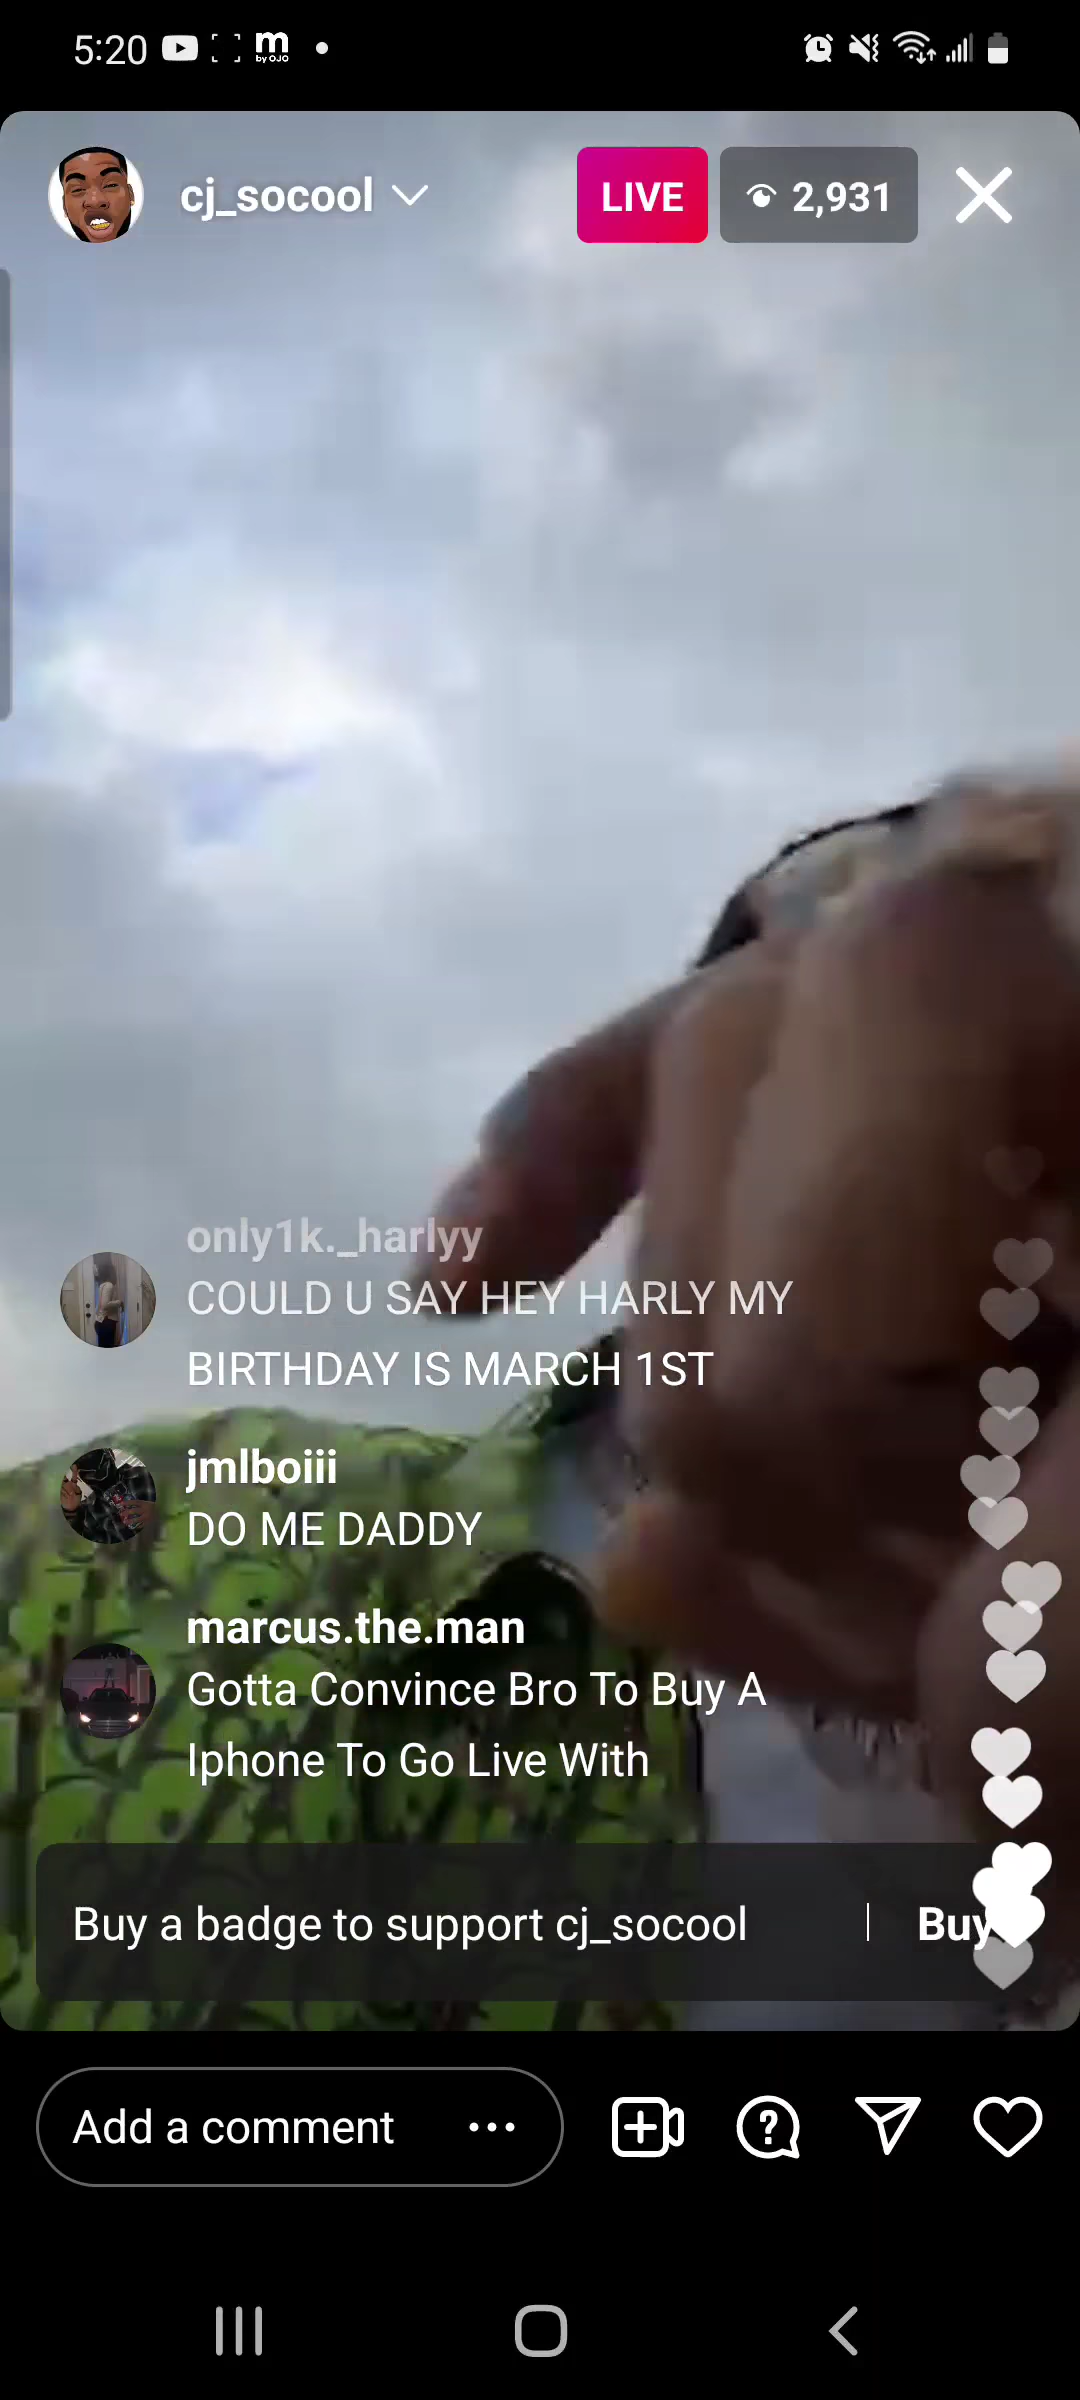 5:20 m
by OJO
cj_socool LIVE 2,931
only1k._harlyy
COULD U SAY HEY HARLY MY
BIRTHDAY IS MARCH 1ST
jmlboiii
DO ME DADDY
marcus.the.man
Gotta Convince Bro To Buy A
Iphone To Go Live With
Buy a badge to support cj_socool | Buy
Add a comment